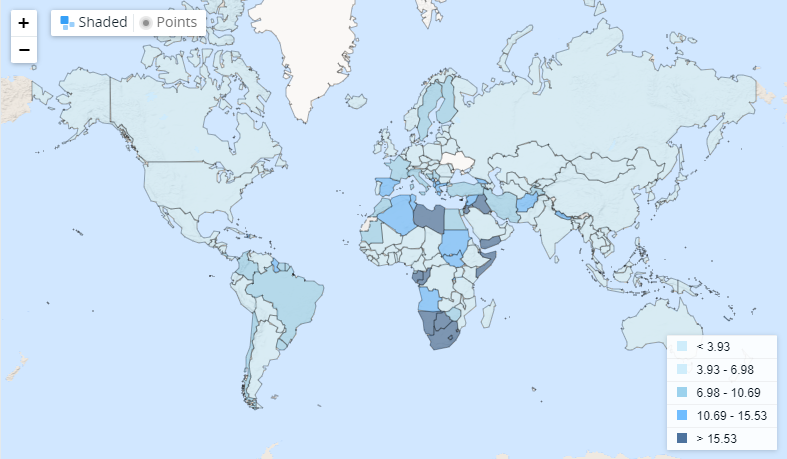 +
Shaded Points
−
< 3.93
3.93 - 6.98
6.98 - 10.69
10.69 - 15.53
> 15.53